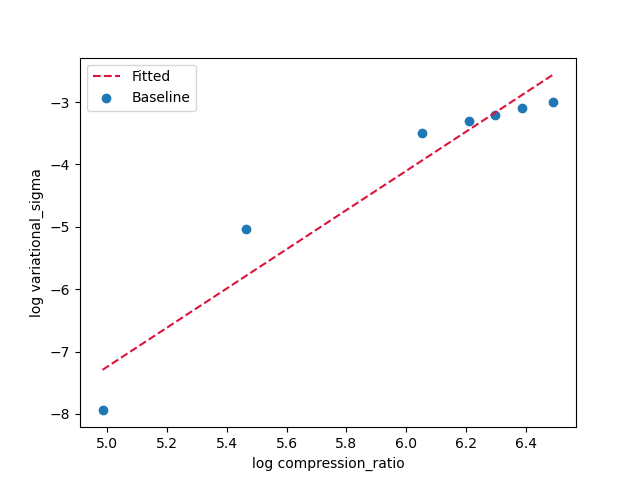 Fitted
Baseline
−3
−4
−5
−6
−7
−8
log variational_sigma
5.0 5.2 5.4 5.6 5.8 6.0 6.2 6.4
log compression_ratio